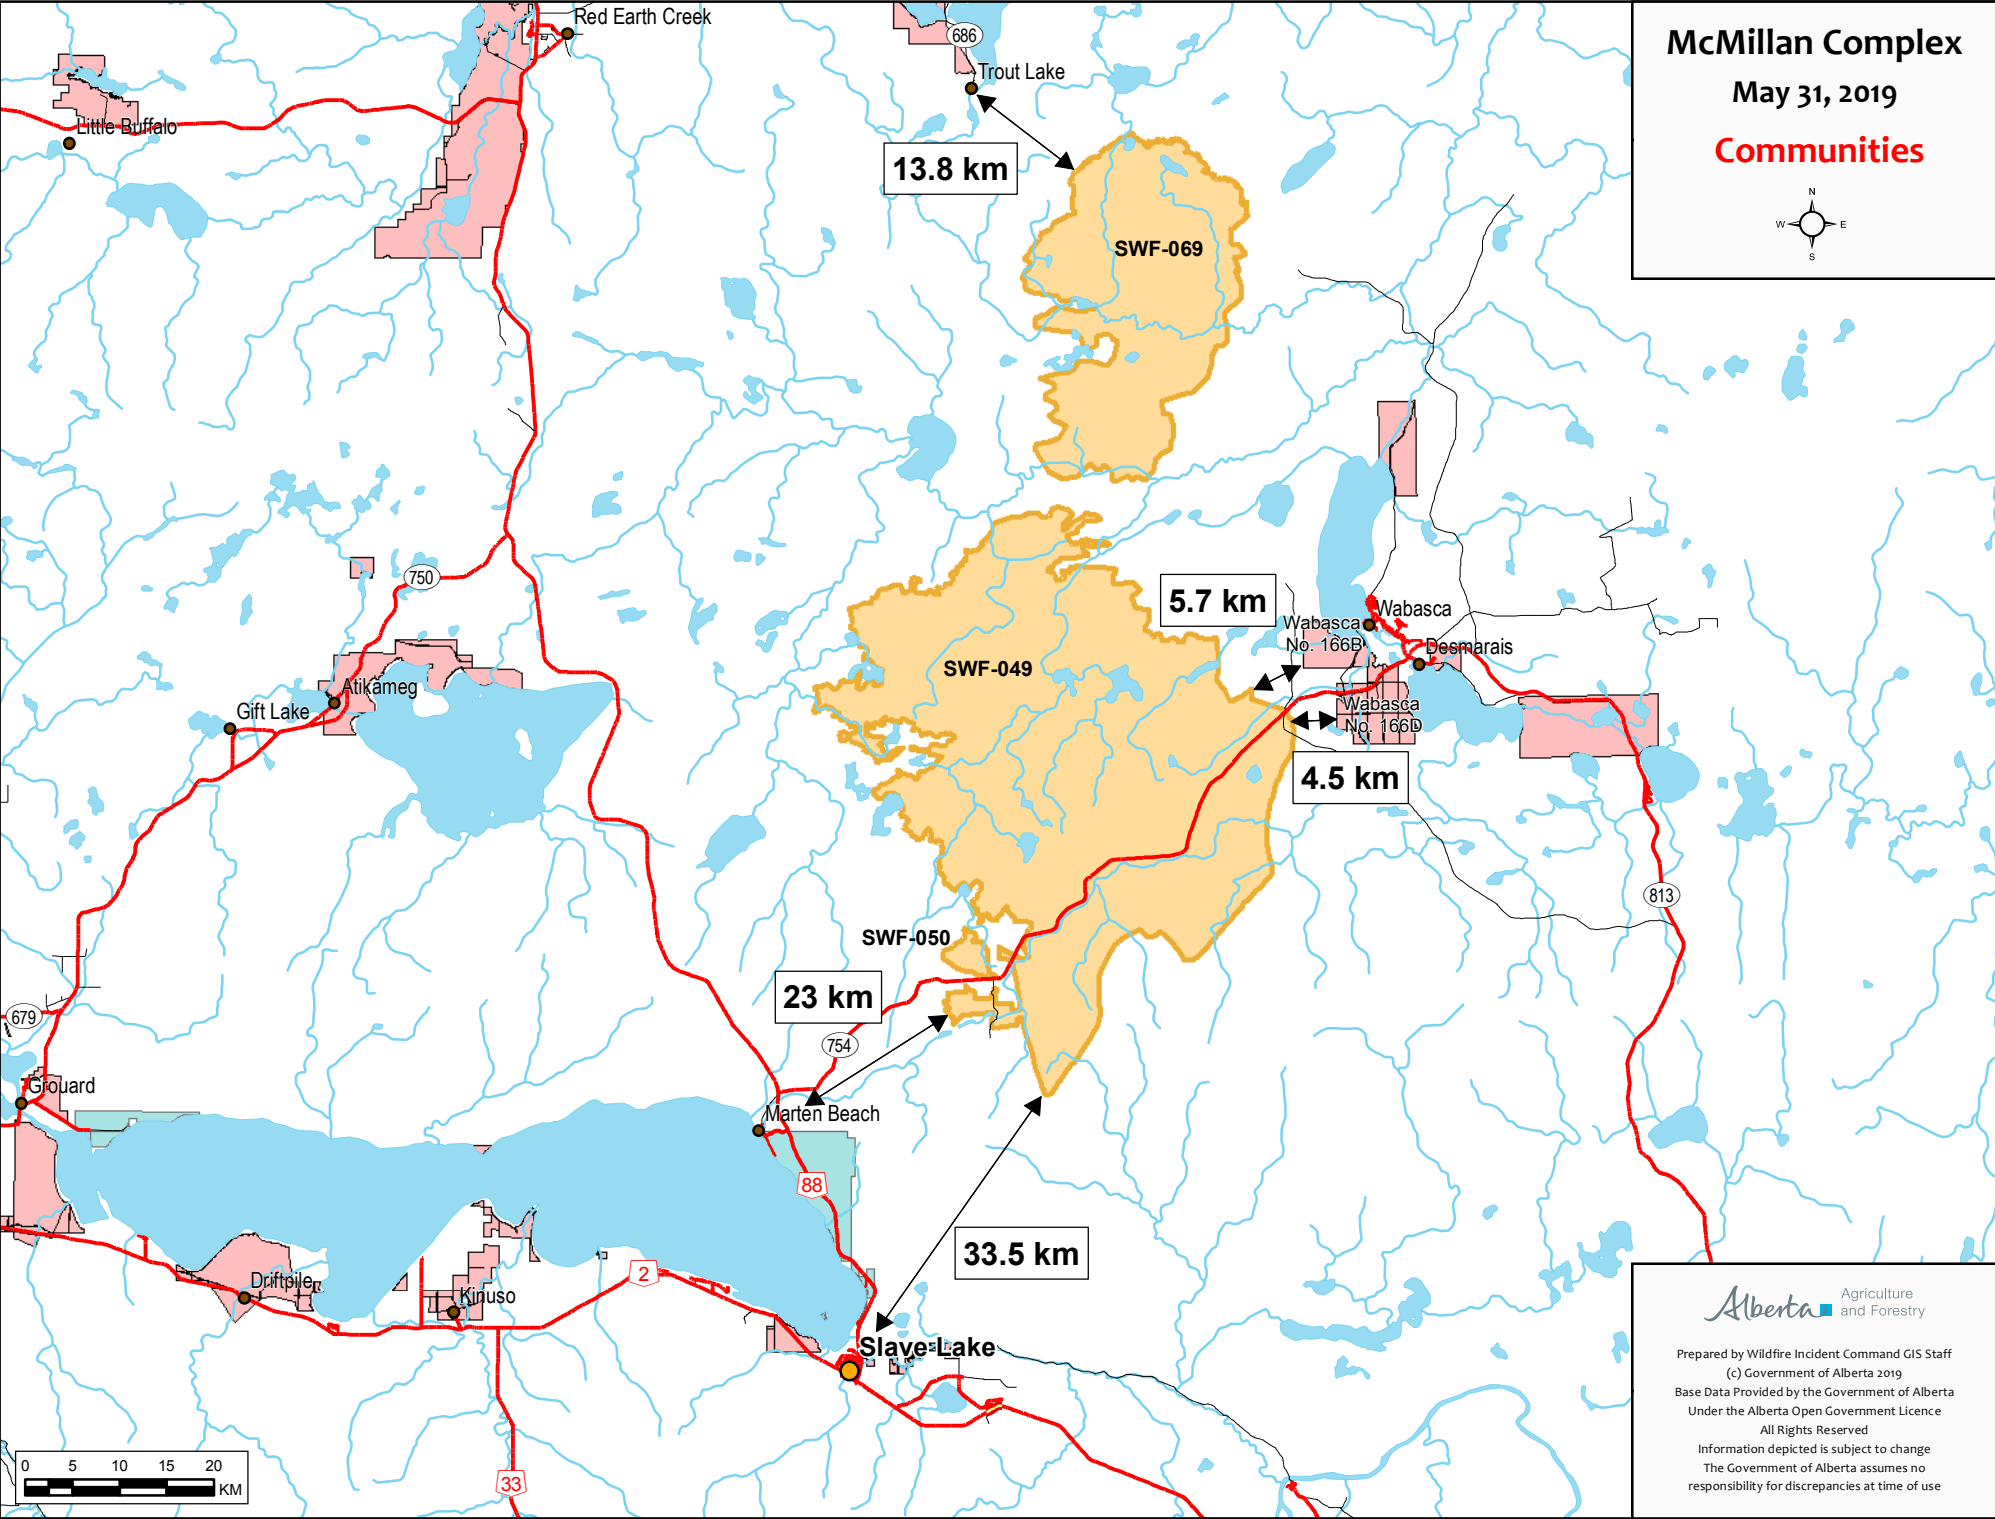 McMillan Complex
May 31, 2019
Communities
N
W
E
S
Red Earth Creek
686
Trout Lake
Little Buffalo
13.8 km
SWF-069
750
5.7 km
Wabasca
Wabasca
No. 166B
Desmarais
SWF-049
Atikameg
Gift Lake
Wabasca
No. 166D
4.5 km
813
SWF-050
23 km
679
754
Grouard
Marten Beach
88
33.5 km
2
Driftpile
Kinuso
Slave Lake
33
0 5 10 15 20
KM
Alberta
Agriculture
and Forestry
Prepared by Wildfire Incident Command GIS Staff
(c) Government of Alberta 2019
Base Data Provided by the Government of Alberta
Under the Alberta Open Government Licence
All Rights Reserved
Information depicted is subject to change
The Government of Alberta assumes no
responsibility for discrepancies at time of use